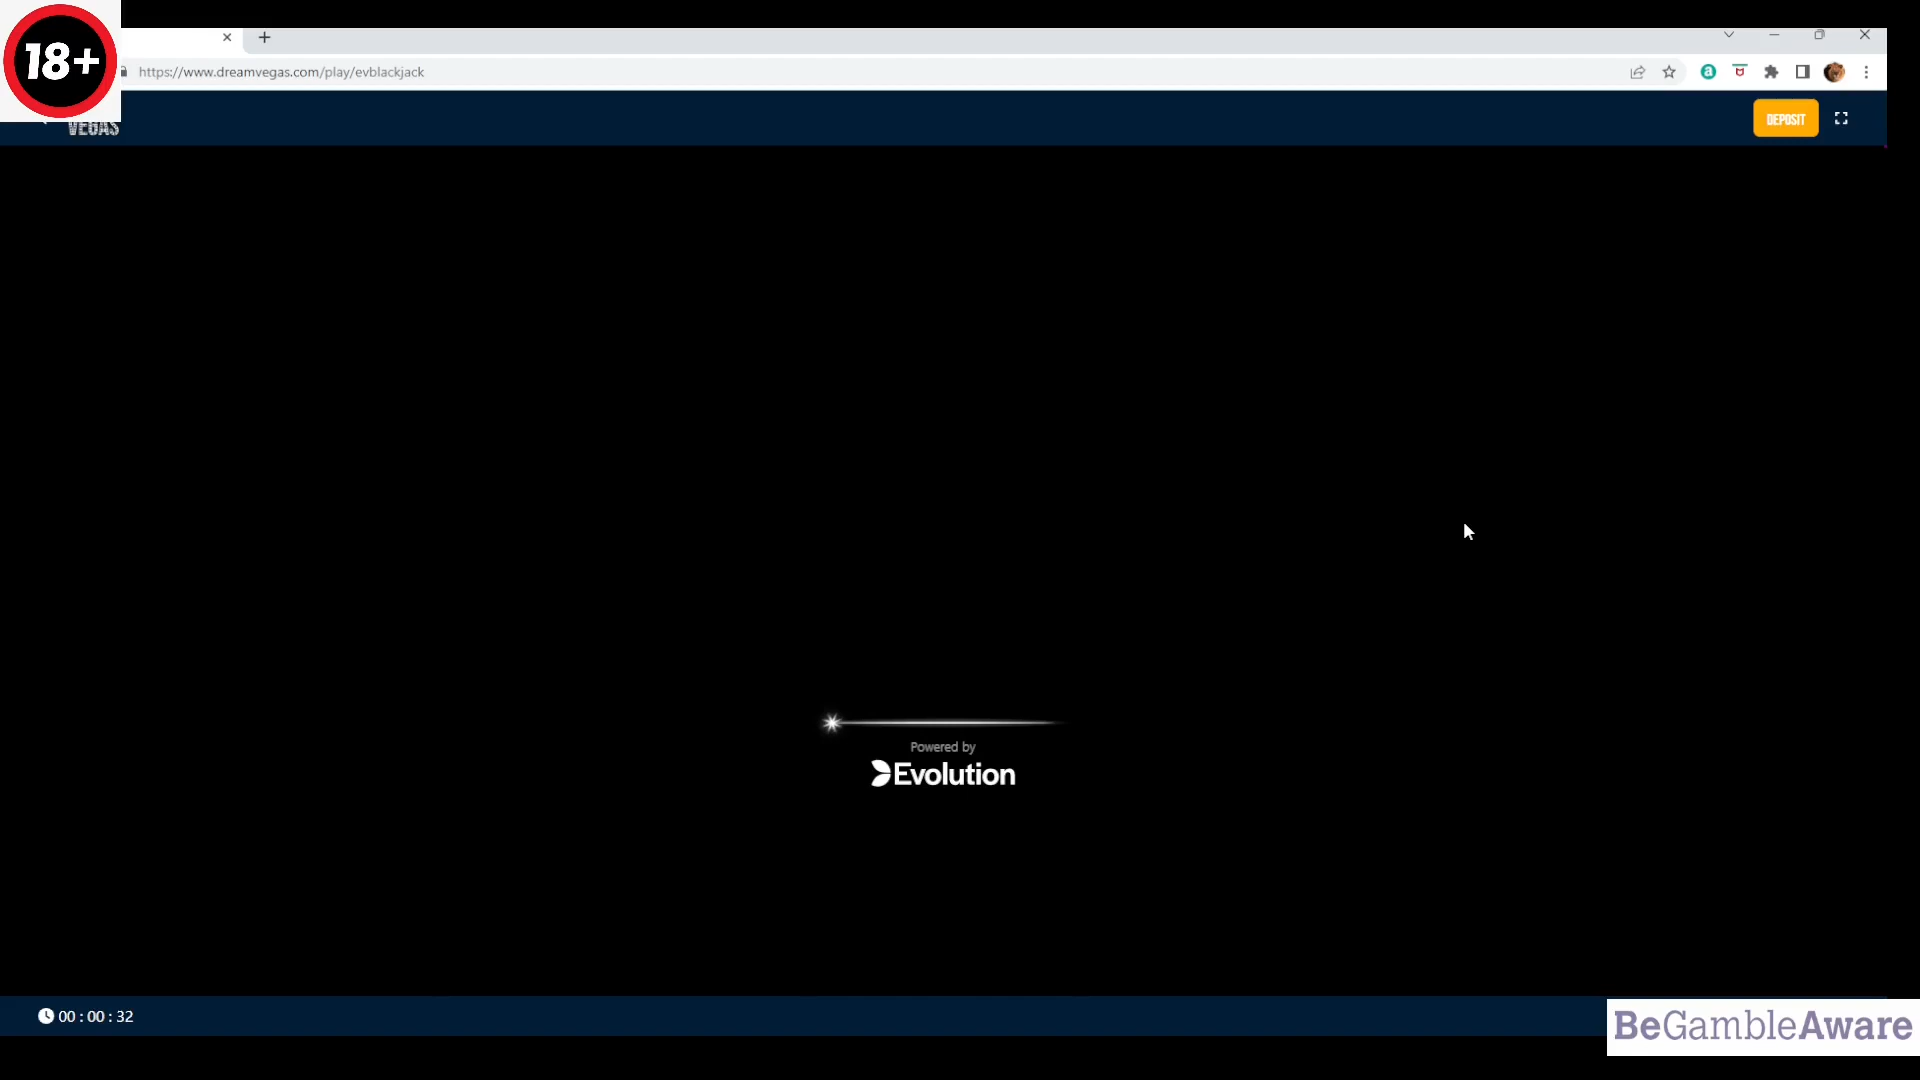 18+
https://www.dreamvegas.com/play/evblackjack
VEGAS
DEPOSIT
Powered by
Evolution
00 : 00 : 32
BeGambleAware